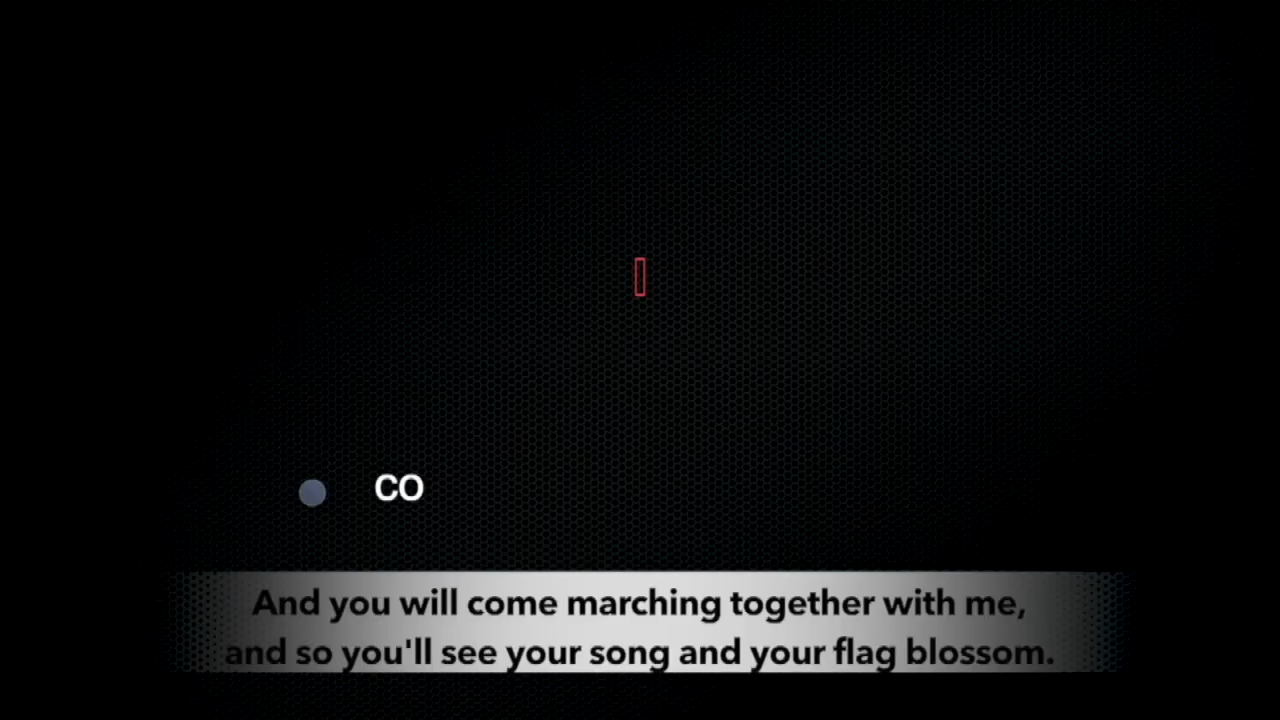 CO
And you will come marching together with me,
and so you'll see your song and your flag blossom.